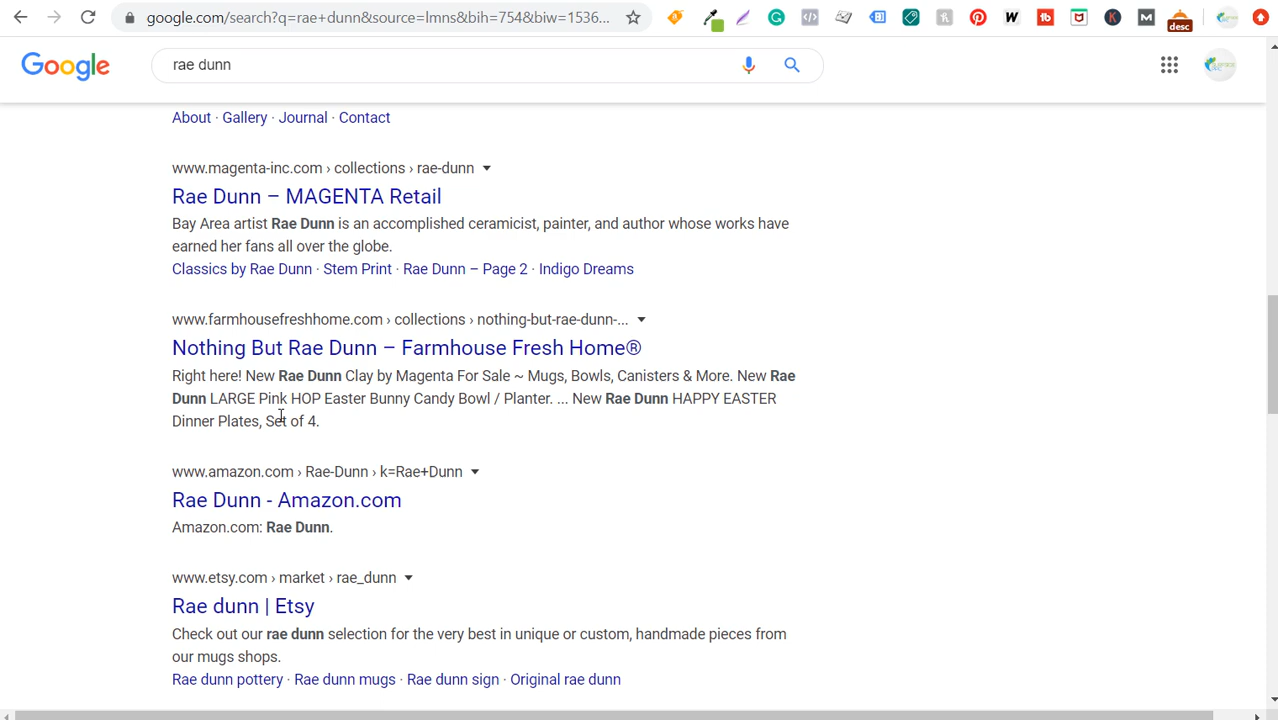 google.com/search?q=rae+dunn&source=lmns&bih=754&biw=1536...
desc
Google
rae dunn
About · Gallery · Journal · Contact
www.magenta-inc.com › collections › rae-dunn
Rae Dunn – MAGENTA Retail
Bay Area artist Rae Dunn is an accomplished ceramicist, painter, and author whose works have
earned her fans all over the globe.
Classics by Rae Dunn · Stem Print · Rae Dunn – Page 2 · Indigo Dreams
www.farmhousefreshhome.com › collections › nothing-but-rae-dunn-...
Nothing But Rae Dunn – Farmhouse Fresh Home®
Right here! New Rae Dunn Clay by Magenta For Sale ~ Mugs, Bowls, Canisters & More. New Rae
Dunn LARGE Pink HOP Easter Bunny Candy Bowl / Planter. ... New Rae Dunn HAPPY EASTER
Dinner Plates, Set of 4.
www.amazon.com › Rae-Dunn › k=Rae+Dunn
Rae Dunn - Amazon.com
Amazon.com: Rae Dunn.
www.etsy.com › market › rae_dunn
Rae dunn | Etsy
Check out our rae dunn selection for the very best in unique or custom, handmade pieces from
our mugs shops.
Rae dunn pottery · Rae dunn mugs · Rae dunn sign · Original rae dunn